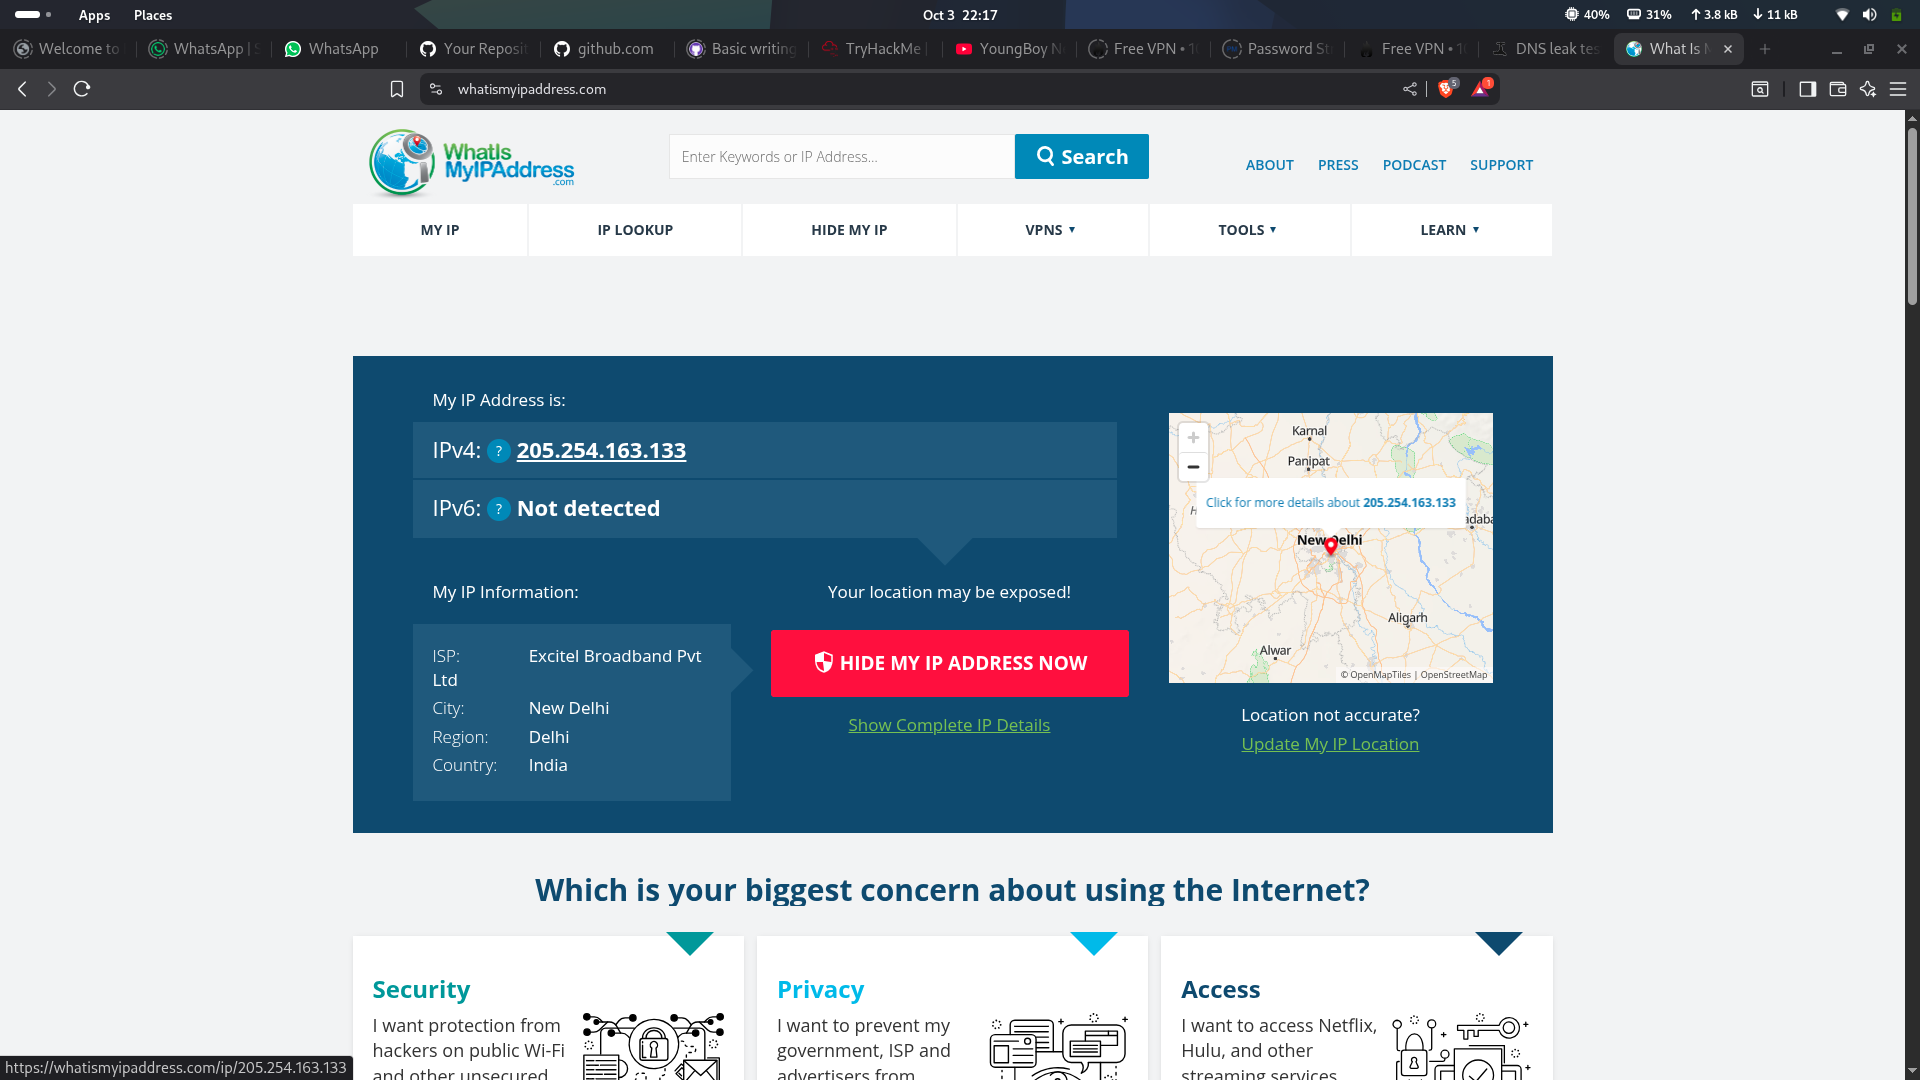 Apps Places Oct 3 22:17 40% 31% 3.8 kB 11 kB
Welcome to WhatsApp | WhatsApp Your Reposit github.com Basic writing TryHackMe | YoungBoy N Free VPN • 1 Password St Free VPN • 1 DNS leak tes What Is
whatismyipaddress.com 5 1
WhatIs
MyIPAddress
.com
Enter Keywords or IP Address...
Search
ABOUT PRESS PODCAST SUPPORT
MY IP IP LOOKUP HIDE MY IP VPNS ▼ TOOLS ▼ LEARN ▼
My IP Address is:
IPv4: ? 205.254.163.133
IPv6: ? Not detected
My IP Information:
ISP: Excitel Broadband Pvt
Ltd
City: New Delhi
Region: Delhi
Country: India
Your location may be exposed!
HIDE MY IP ADDRESS NOW
Show Complete IP Details
+
−
Karnal
Panipat
Click for more details about 205.254.163.133
New Delhi
Aligarh
Alwar
© OpenMapTiles | OpenStreetMap
Location not accurate?
Update My IP Location
Which is your biggest concern about using the Internet?
Security
I want protection from
hackers on public Wi-Fi
and other unsecured
Privacy
I want to prevent my
government, ISP and
advertisers from
Access
I want to access Netflix,
Hulu, and other
streaming services
https://whatismyipaddress.com/ip/205.254.163.133